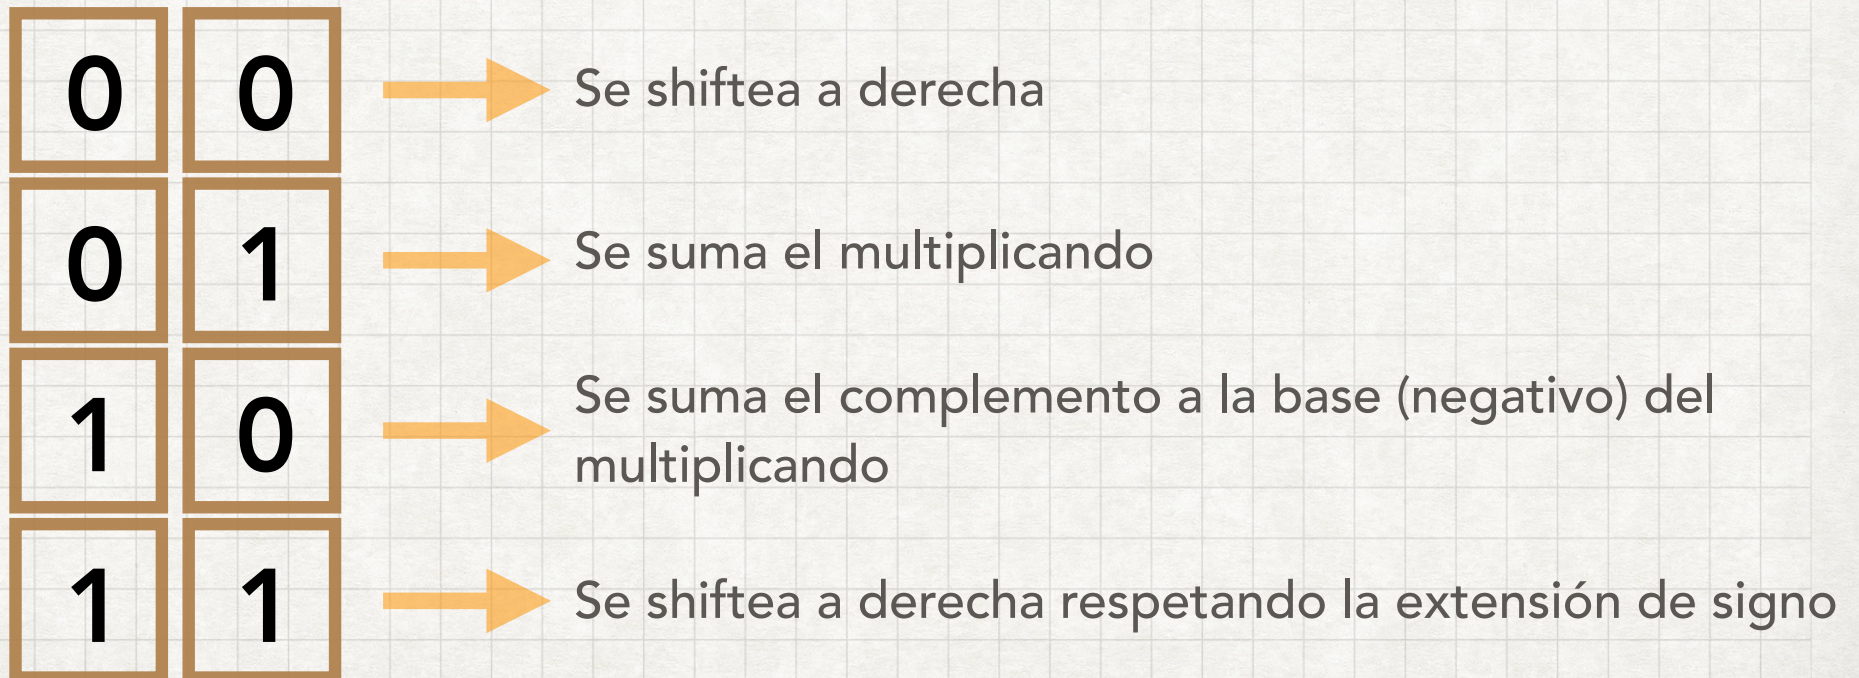 0 0 Se shiftea a derecha
0 1 Se suma el multiplicando
1 0 Se suma el complemento a la base (negativo) del
multiplicando
1 1 Se shiftea a derecha respetando la extensión de signo